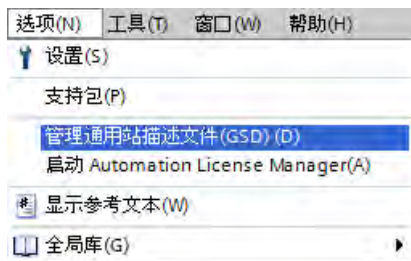 选项(N) 工具(T) 窗口(W) 帮助(H)
设置(S)
支持包(P)
管理通用站描述文件(GSD)(D)
启动 Automation License Manager(A)
显示参考文本(W)
全局库(G)